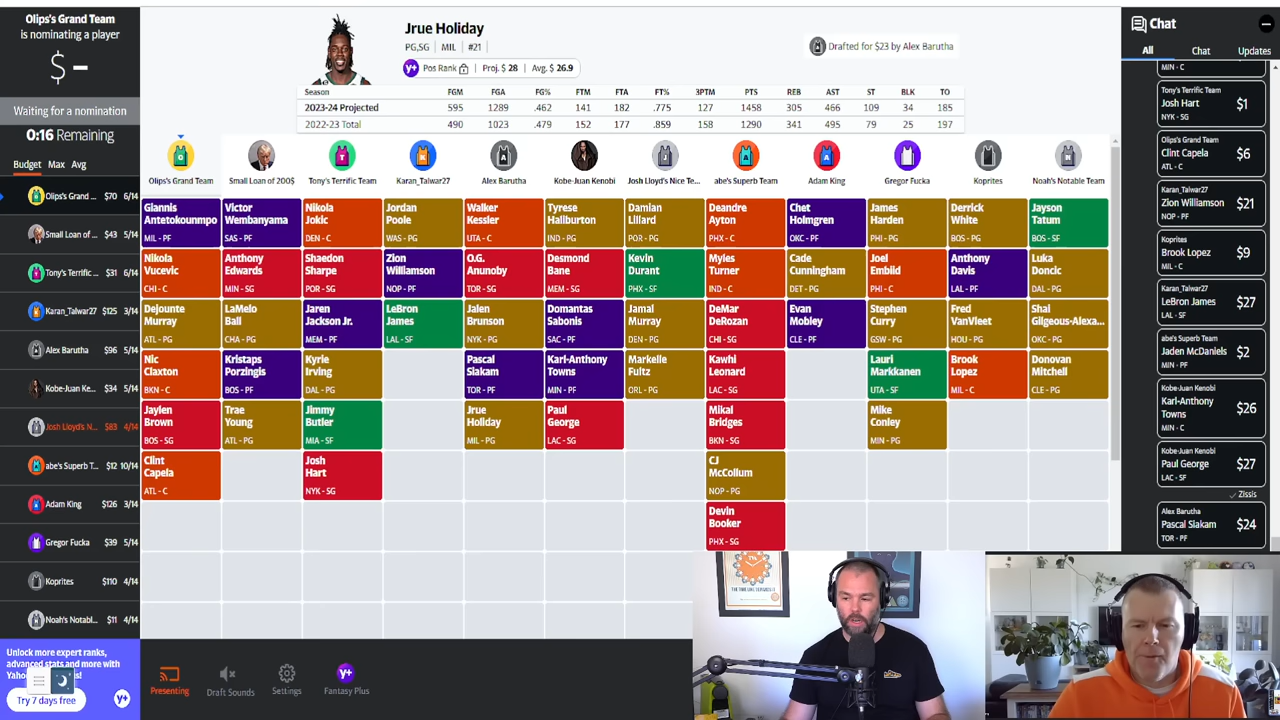 Olips's Grand Team
is nominating a player
$ –
Waiting for a nomination
0:16 Remaining
Budget Max Avg
Olips's Grand ... $70 6/14
Small Loan of ... $43 5/14
Tony's Terrific ... $31 6/14
Karan_Talwar27 $125 3/14
Alex Barutha $96 5/14
Kobe-Juan Ke... $34 5/14
Josh Lloyd's N... $83 4/14
abe's Superb T... $12 10/14
Adam King $126 3/14
Gregor Fucka $39 5/14
Koprites $110 4/14
Noah's Notabl... $11 4/14
Unlock more expert ranks,
advanced stats and more with
Try 7 days free
y+
Jrue Holiday
PG,SG | MIL | #21
y+ Pos Rank | Proj. $ 28 | Avg. $ 26.9
Drafted for $23 by Alex Barutha
Season FGM FGA FG% FTM FTA FT% 3PTM PTS REB AST ST BLK TO
2023-24 Projected 595 1289 .462 141 182 .775 127 1458 305 466 109 34 185
2022-23 Total 490 1023 .479 152 177 .859 158 1290 341 495 79 25 197
Olips's Grand Team Small Loan of 200$ Tony's Terrific Team Karan_Talwar27 Alex Barutha Kobe-Juan Kenobi Josh Lloyd's Nice Te... abe's Superb Team Adam King Gregor Fucka Koprites Noah's Notable Team
Giannis Victor Nikola Jordan Walker Tyrese Damian Deandre Chet James Derrick Jayson
Antetokounmpo Wembanyama Jokic Poole Kessler Haliburton Lillard Ayton Holmgren Harden White Tatum
MIL - PF SAS - PF DEN - C WAS - PG UTA - C IND - PG POR - PG PHX - C OKC - PF PHI - PG BOS - PG BOS - SF
Nikola Anthony Shaedon Zion O.G. Desmond Kevin Myles Cade Joel Anthony Luka
Vucevic Edwards Sharpe Williamson Anunoby Bane Durant Turner Cunningham Embiid Davis Doncic
CHI - C MIN - SG POR - SG NOP - PF TOR - SG MEM - SG PHX - SF IND - C DET - PG PHI - C LAL - PF DAL - PG
Dejounte LaMelo Jaren LeBron Jalen Domantas Jamal DeMar Evan Stephen Fred Shai
Murray Ball Jackson Jr. James Brunson Sabonis Murray DeRozan Mobley Curry VanVleet Gilgeous-Alexa...
ATL - PG CHA - PG MEM - PF LAL - SF NYK - PG SAC - PF DEN - PG CHI - SG CLE - PF GSW - PG HOU - PG OKC - PG
Nic Kristaps Kyrie Pascal Karl-Anthony Markelle Kawhi Lauri Brook Donovan
Claxton Porzingis Irving Siakam Towns Fultz Leonard Markkanen Lopez Mitchell
BKN - C BOS - PF DAL - PG TOR - PF MIN - PF ORL - PG LAC - SG UTA - SF MIL - C CLE - PG
Jaylen Trae Jimmy Jrue Paul Mikal Mike
Brown Young Butler Holiday George Bridges Conley
BOS - SG ATL - PG MIA - SF MIL - PG LAC - SG BKN - SG MIN - PG
Clint Josh CJ
Capela Hart McCollum
ATL - C NYK - SG NOP - PG
Devin
Booker
PHX - SG
Presenting Draft Sounds Settings Fantasy Plus
Chat
All Chat Updates
MIN - C
Tony's Terrific Team
Josh Hart $1
NYK - SG
Olips's Grand Team
Clint Capela $6
ATL - C
Karan_Talwar27
Zion Williamson $21
NOP - PF
Koprites
Brook Lopez $9
MIL - C
Karan_Talwar27
LeBron James $27
LAL - SF
abe's Superb Team
Jaden McDaniels $2
MIN - PF
Kobe-Juan Kenobi
Karl-Anthony
Towns $26
MIN - C
Kobe-Juan Kenobi
Paul George $27
LAC - SF
Zissis
Alex Barutha
Pascal Siakam $24
TOR - PF